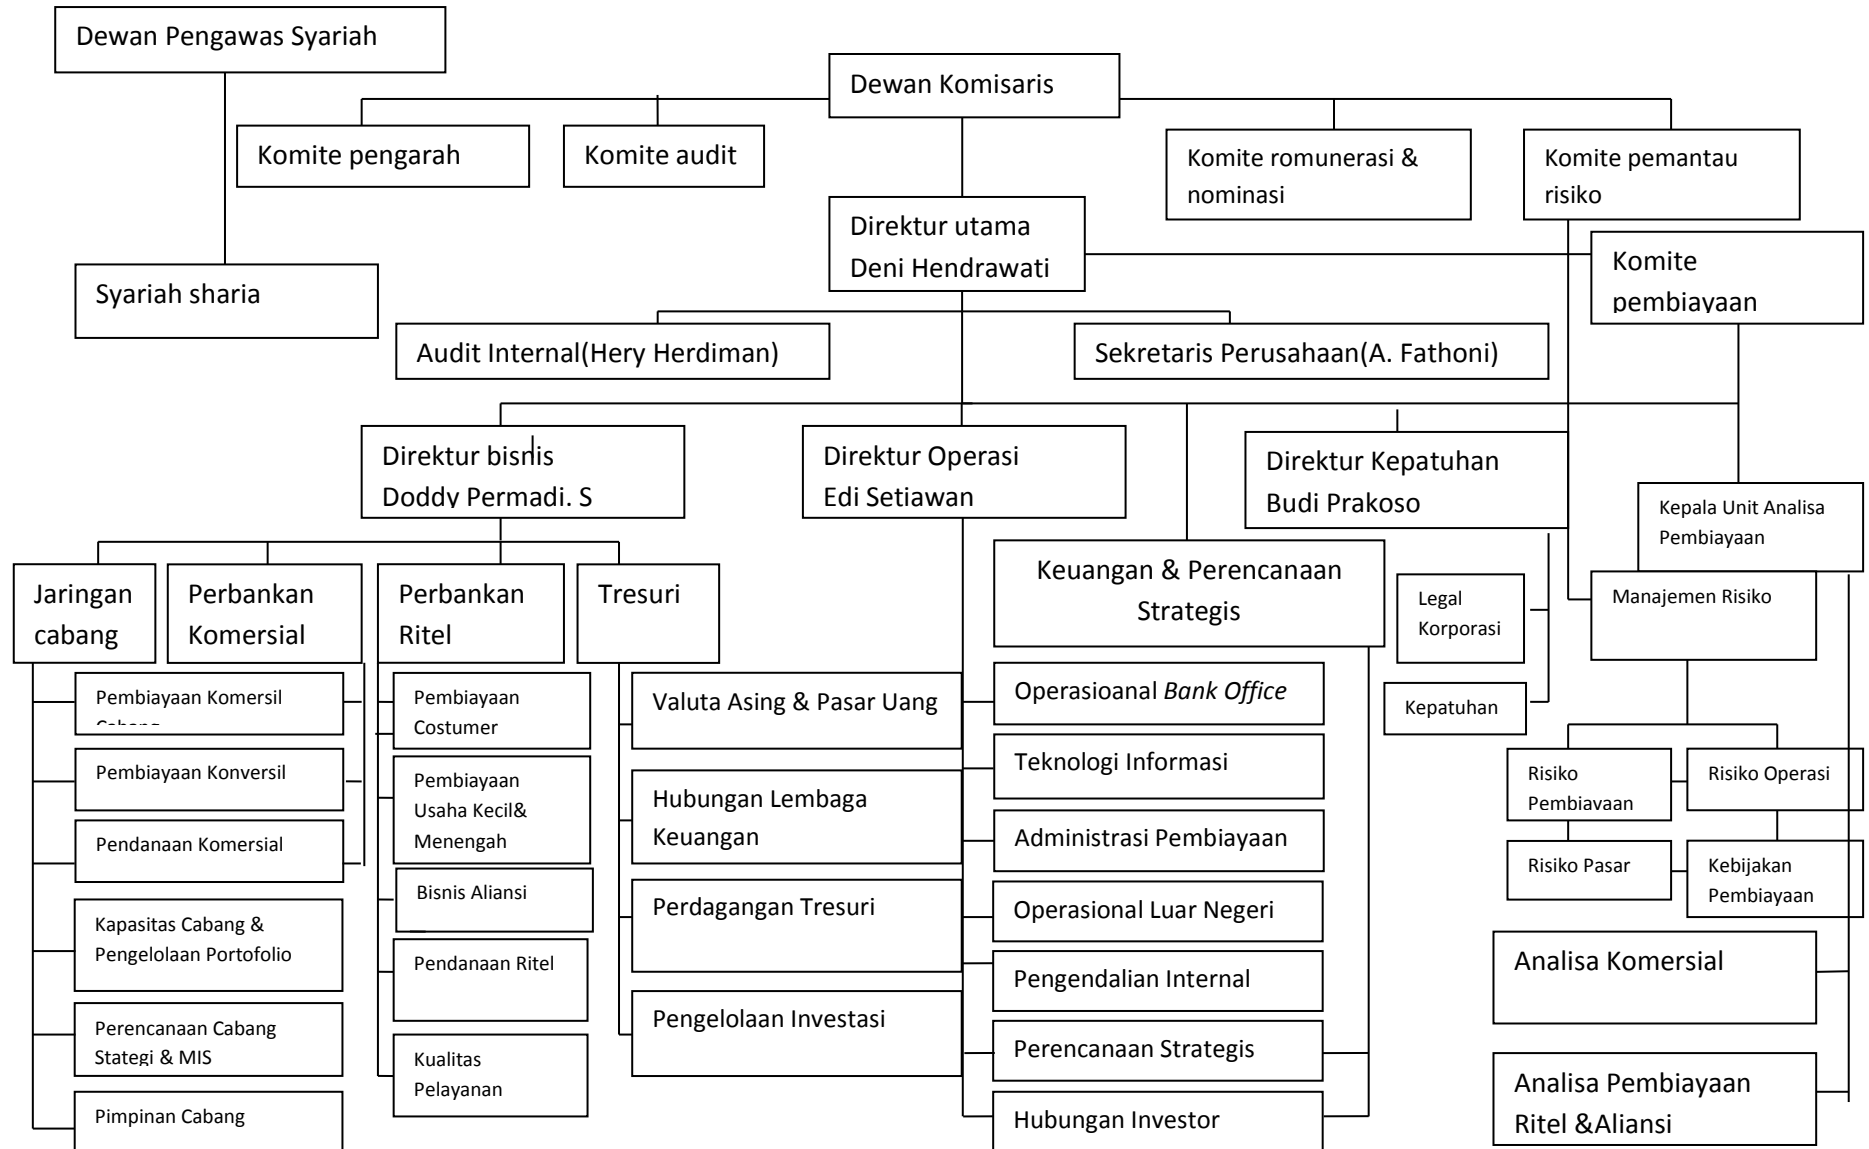 Dewan Pengawas Syariah
Dewan Komisaris
Komite pengarah
Komite audit
Komite romunerasi &
nominasi
Komite pemantau
risiko
Direktur utama
Deni Hendrawati
Komite
pembiayaan
Syariah sharia
Audit Internal(Hery Herdiman)
Sekretaris Perusahaan(A. Fathoni)
Direktur bisnis
Doddy Permadi. S
Direktur Operasi
Edi Setiawan
Direktur Kepatuhan
Budi Prakoso
Kepala Unit Analisa
Pembiayaan
Keuangan & Perencanaan
Strategis
Jaringan
cabang
Perbankan
Komersial
Perbankan
Ritel
Tresuri
Legal
Korporasi
Manajemen Risiko
Kepatuhan
Pembiayaan Komersil
Cabang
Pembiayaan Konversil
Pendanaan Komersial
Kapasitas Cabang &
Pengelolaan Portofolio
Perencanaan Cabang
Stategi & MIS
Pimpinan Cabang
Pembiayaan
Costumer
Pembiayaan
Usaha Kecil&
Menengah
Bisnis Aliansi
Pendanaan Ritel
Kualitas
Pelayanan
Valuta Asing & Pasar Uang
Hubungan Lembaga
Keuangan
Perdagangan Tresuri
Pengelolaan Investasi
Operasioanal Bank Office
Teknologi Informasi
Administrasi Pembiayaan
Operasional Luar Negeri
Pengendalian Internal
Perencanaan Strategis
Hubungan Investor
Risiko
Pembiayaan
Risiko Operasi
Risiko Pasar
Kebijakan
Pembiayaan
Analisa Komersial
Analisa Pembiayaan
Ritel &Aliansi